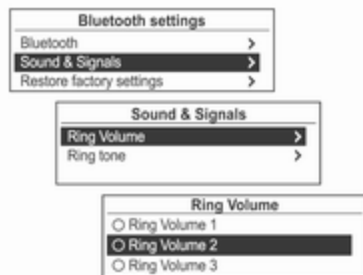 Bluetooth settings
Bluetooth >
Sound & Signals >
Restore factory settings >
Sound & Signals
Ring Volume >
Ring tone >
Ring Volume
Ring Volume 1
Ring Volume 2
Ring Volume 3